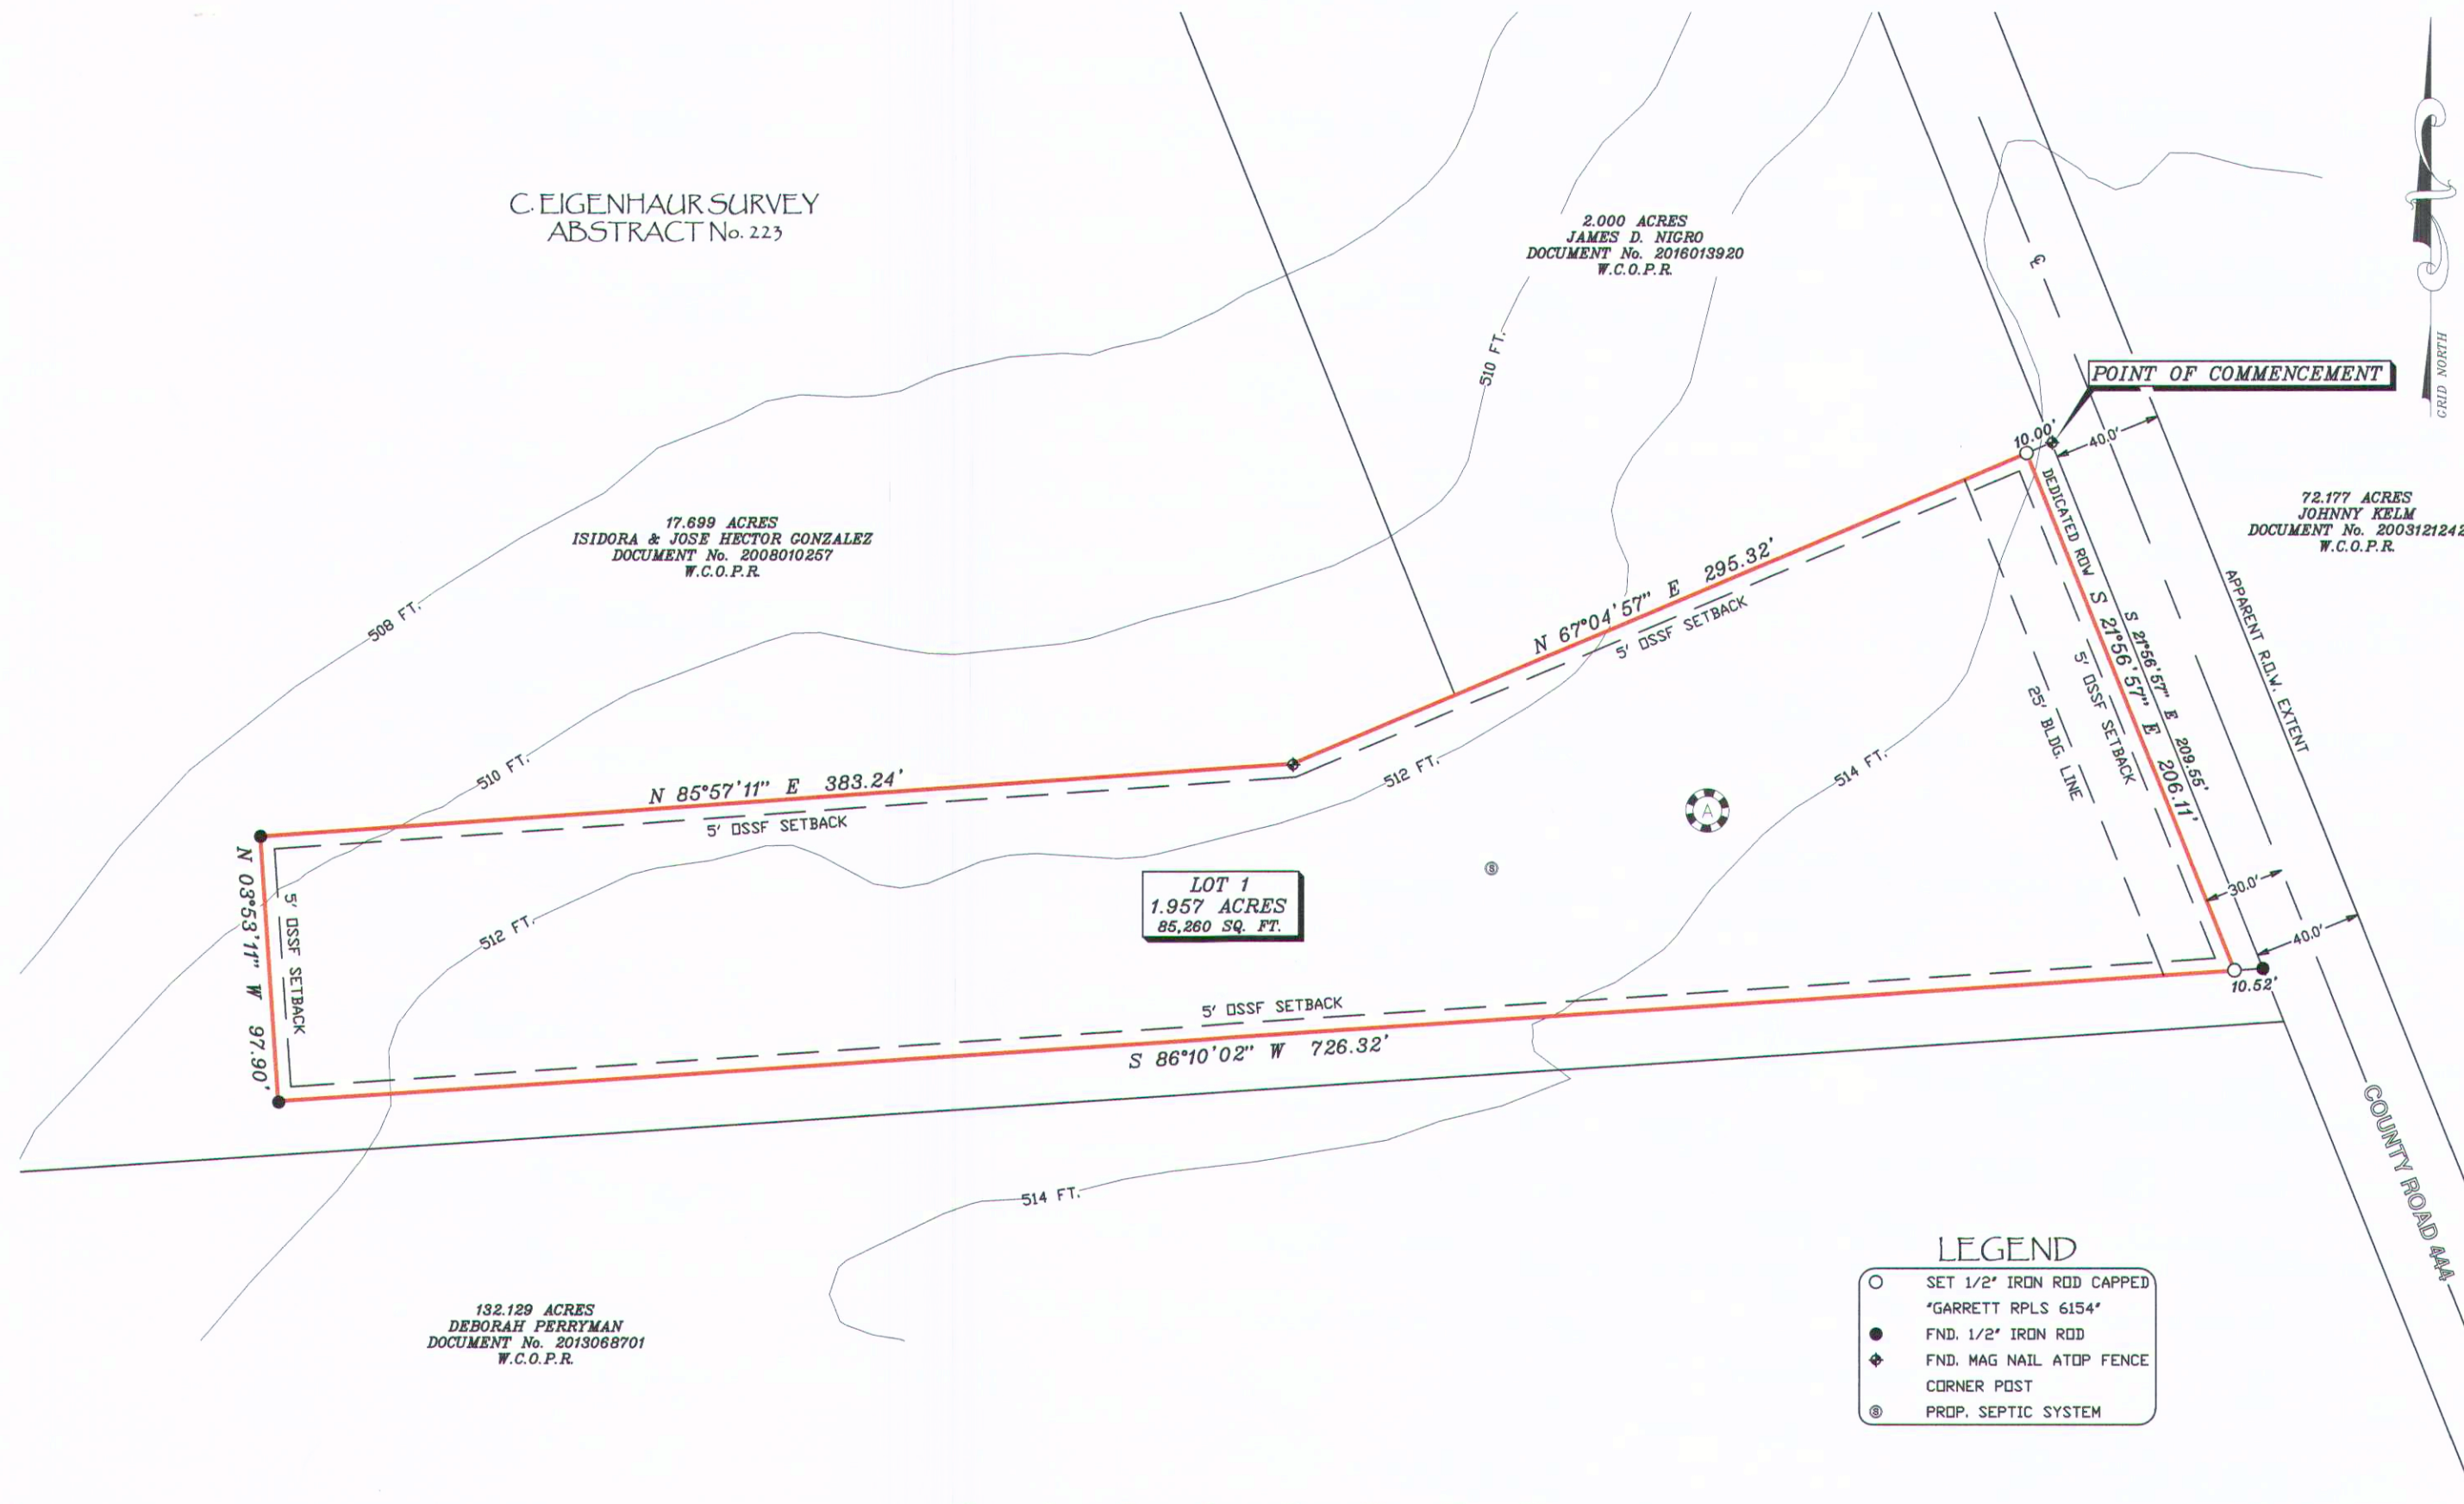 C. EIGENHAUR SURVEY
ABSTRACT No. 223
2.000 ACRES
JAMES D. NIGRO
DOCUMENT No. 2016013920
W.C.O.P.R.
GRID NORTH
℄
510 FT.
POINT OF COMMENCEMENT
10.00'
40.0'
17.699 ACRES
ISIDORA & JOSE HECTOR GONZALEZ
DOCUMENT No. 2008010257
W.C.O.P.R.
72.177 ACRES
JOHNNY KELM
DOCUMENT No. 2003121242
W.C.O.P.R.
508 FT.
N 67°04'57" E 295.32'
5' OSSF SETBACK
DEDICATED ROW
S 21°56'57" E 206.11'
S 21°56'57" E 209.55'
5' OSSF SETBACK
25' BLDG. LINE
APPARENT R.O.W. EXTENT
510 FT.
N 85°57'11" E 383.24'
5' OSSF SETBACK
512 FT.
514 FT.
A
S
N 03°53'11" W 97.90'
5' OSSF SETBACK
512 FT.
LOT 1
1.957 ACRES
85,260 SQ. FT.
30.0'
40.0'
10.52'
5' OSSF SETBACK
S 86°10'02" W 726.32'
COUNTY ROAD 444
514 FT.
132.129 ACRES
DEBORAH PERRYMAN
DOCUMENT No. 2013068701
W.C.O.P.R.
LEGEND
SET 1/2" IRON ROD CAPPED
"GARRETT RPLS 6154"
FND. 1/2" IRON ROD
FND. MAG NAIL ATOP FENCE
CORNER POST
S PROP. SEPTIC SYSTEM